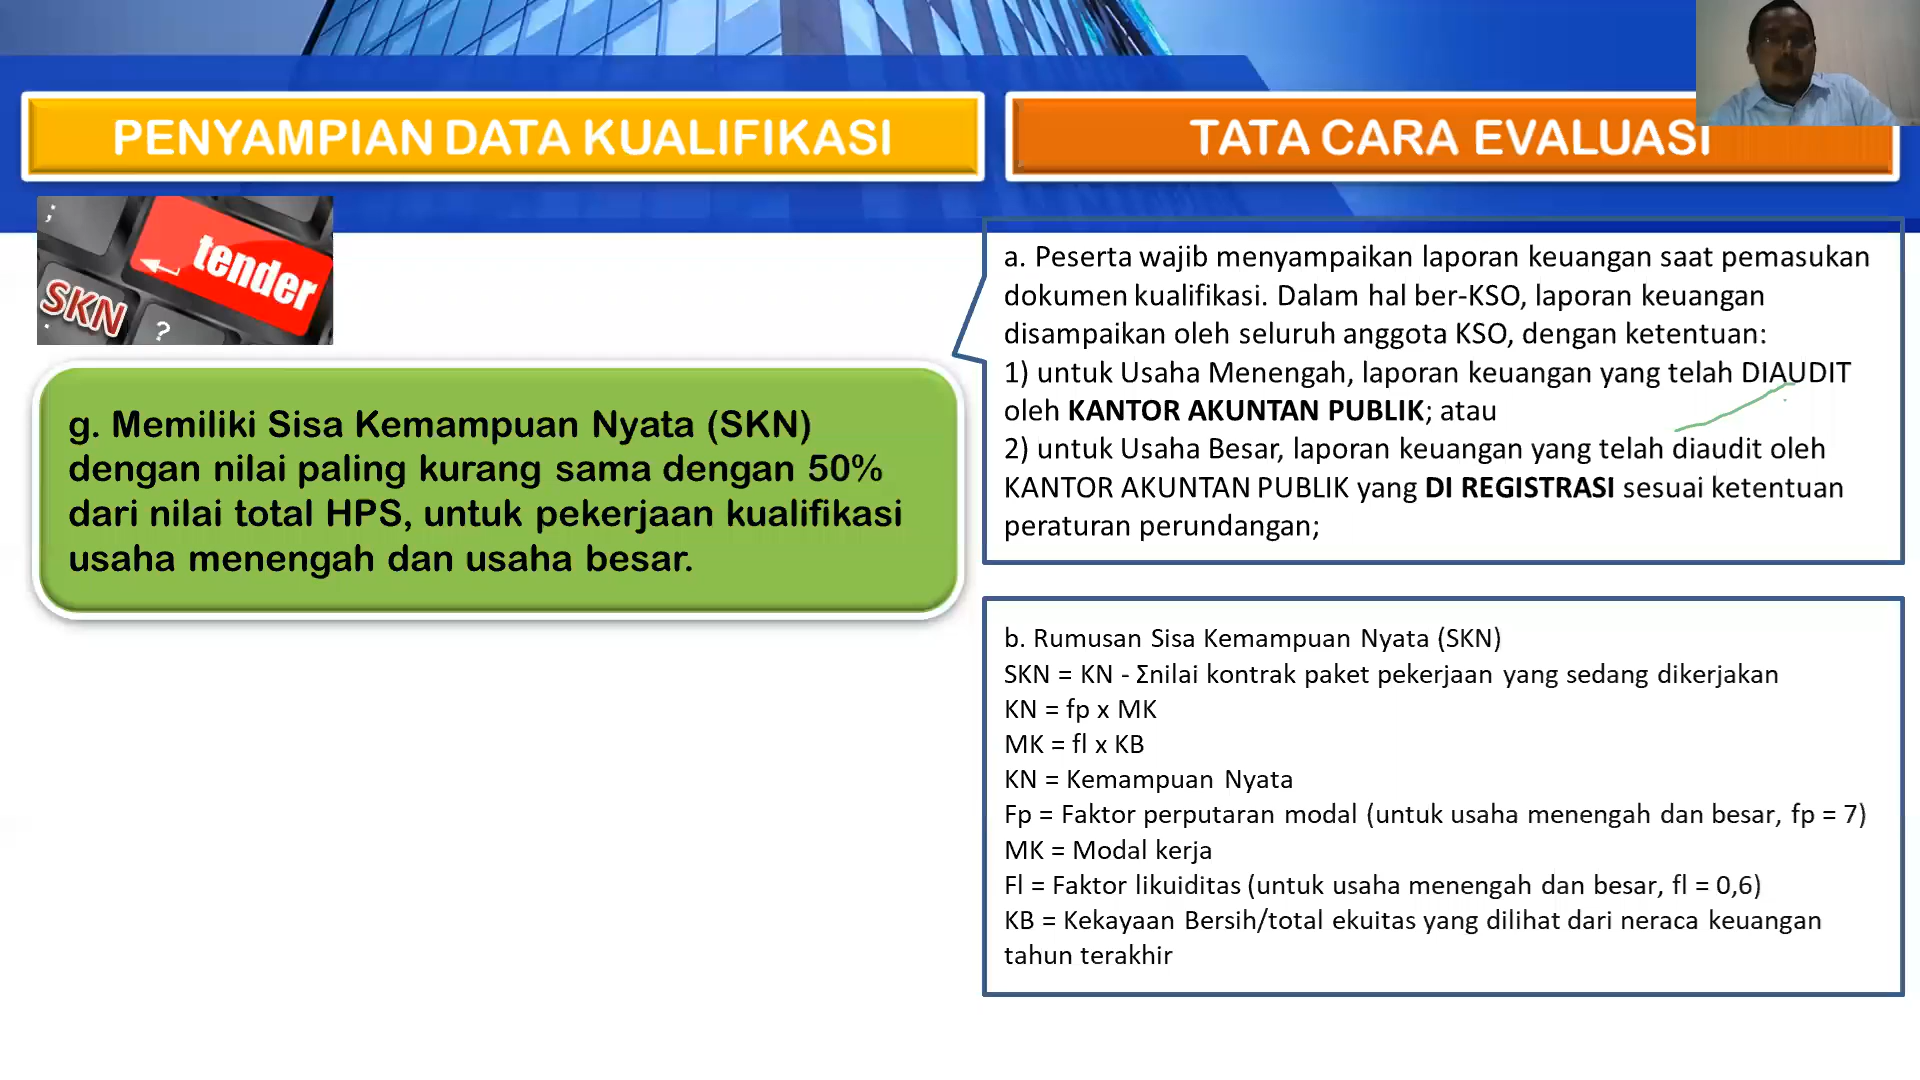 PENYAMPIAN DATA KUALIFIKASI
TATA CARA EVALUASI
;
tender
SKN
?
g. Memiliki Sisa Kemampuan Nyata (SKN)
dengan nilai paling kurang sama dengan 50%
dari nilai total HPS, untuk pekerjaan kualifikasi
usaha menengah dan usaha besar.
a. Peserta wajib menyampaikan laporan keuangan saat pemasukan
dokumen kualifikasi. Dalam hal ber-KSO, laporan keuangan
disampaikan oleh seluruh anggota KSO, dengan ketentuan:
1) untuk Usaha Menengah, laporan keuangan yang telah DIAUDIT
oleh KANTOR AKUNTAN PUBLIK; atau
2) untuk Usaha Besar, laporan keuangan yang telah diaudit oleh
KANTOR AKUNTAN PUBLIK yang DI REGISTRASI sesuai ketentuan
peraturan perundangan;
b. Rumusan Sisa Kemampuan Nyata (SKN)
SKN = KN - Σnilai kontrak paket pekerjaan yang sedang dikerjakan
KN = fp x MK
MK = fl x KB
KN = Kemampuan Nyata
Fp = Faktor perputaran modal (untuk usaha menengah dan besar, fp = 7)
MK = Modal kerja
Fl = Faktor likuiditas (untuk usaha menengah dan besar, fl = 0,6)
KB = Kekayaan Bersih/total ekuitas yang dilihat dari neraca keuangan
tahun terakhir